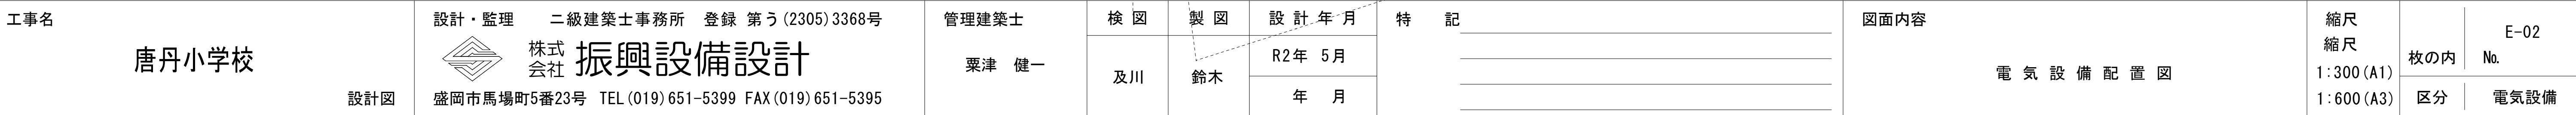 工事名
唐丹小学校
設計図
設計・監理 二級建築士事務所 登録 第う(2305)3368号
株式会社 振興設備設計
盛岡市馬場町5番23号 TEL(019)651-5399 FAX(019)651-5395
管理建築士
粟津 健一
検図
及川
製図
鈴木
設計年月
R2年 5月
年 月
特 記
図面内容
電気設備配置図
縮尺
縮尺
1:300(A1)
1:600(A3)
枚の内
E-02
№
区分
電気設備